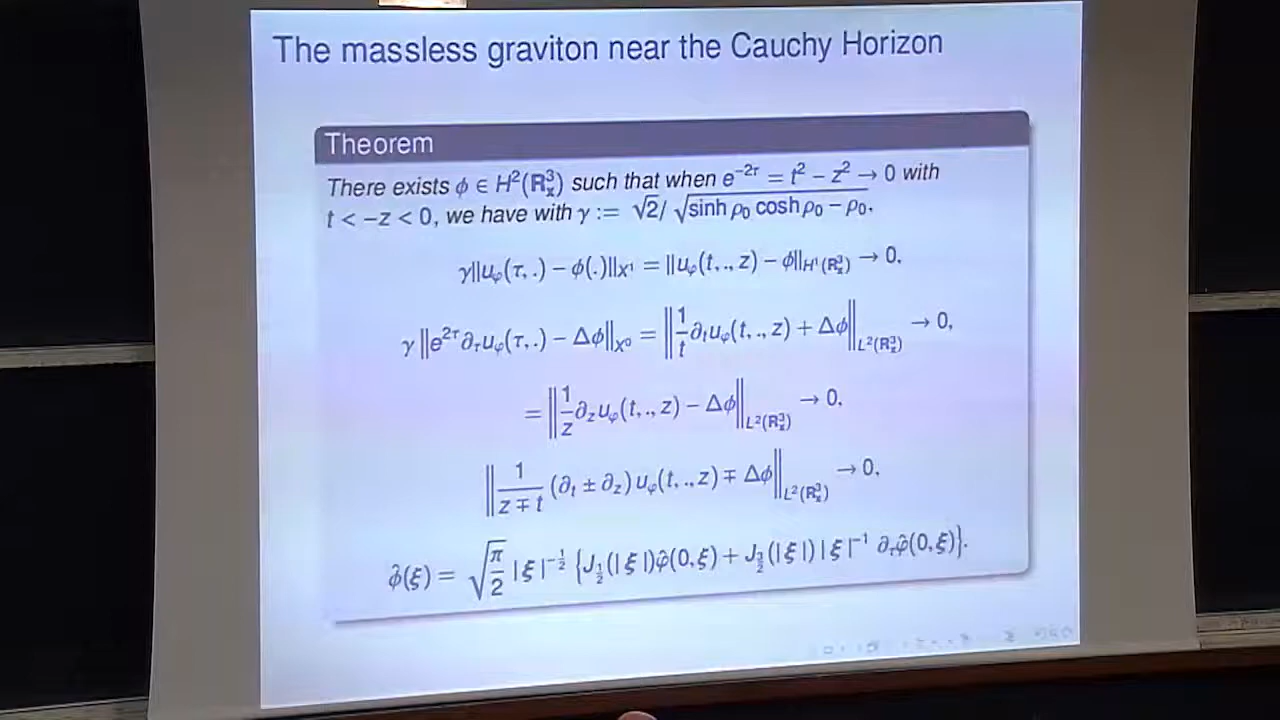 The massless graviton near the Cauchy Horizon
Theorem
There exists ϕ ∈ H²(R³ₓ) such that when e^{−2τ} = t² − z² → 0 with
t < −z < 0, we have with γ := √2/√(sinh ρ₀ cosh ρ₀ − ρ₀),
γ‖u_φ(τ, .) − ϕ(.)‖_{X¹} = ‖u_φ(t, ., z) − ϕ‖_{H¹(R³ₓ)} → 0,
γ ‖e^{2τ}∂_τ u_φ(τ, .) − Δϕ‖_{X⁰} = ‖(1/t)∂_t u_φ(t, ., z) + Δϕ‖_{L²(R³ₓ)} → 0,
= ‖(1/z)∂_z u_φ(t, ., z) − Δϕ‖_{L²(R³ₓ)} → 0,
‖(1/(z ∓ t)) (∂_t ± ∂_z) u_φ(t, ., z) ∓ Δϕ‖_{L²(R³ₓ)} → 0,
ϕ̂(ξ) = √(π/2) |ξ|^{−1/2} {J_{1/2}(|ξ|)φ̂(0, ξ) + J_{3/2}(|ξ|) |ξ|^{−1} ∂_τφ̂(0, ξ)}.